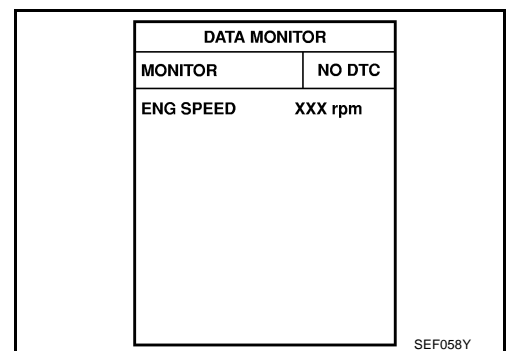 DATA MONITOR
MONITOR NO DTC
ENG SPEED XXX rpm
SEF058Y